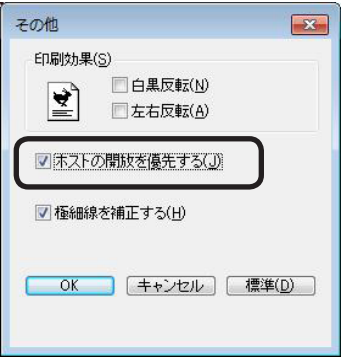 その他
印刷効果(S)
白黒反転(N)
左右反転(A)
ホストの開放を優先する(J)
極細線を補正する(H)
OK キャンセル 標準(D)